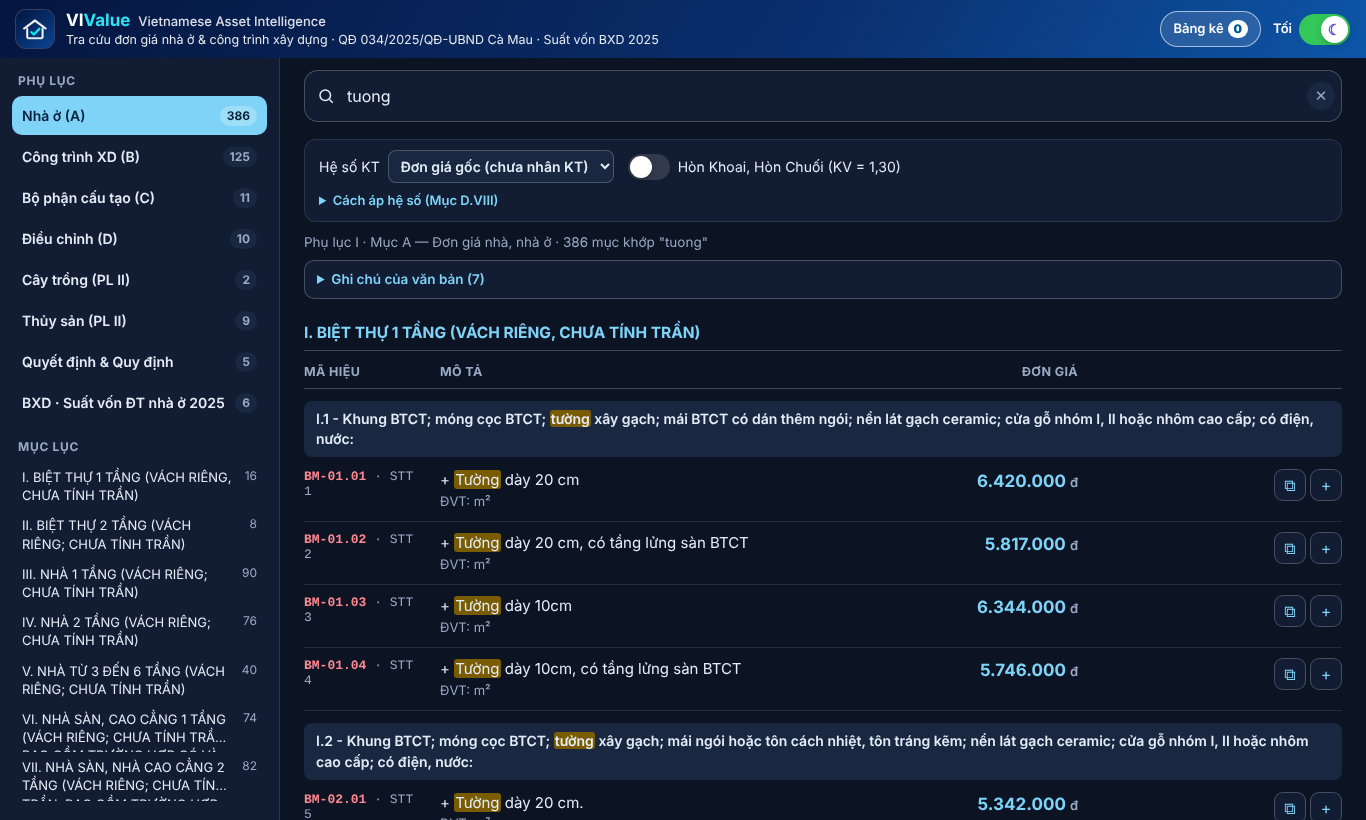 VIValue Vietnamese Asset Intelligence
Tra cứu đơn giá nhà ở & công trình xây dựng · QĐ 034/2025/QĐ-UBND Cà Mau · Suất vốn BXD 2025
Bảng kê 0
Tối
PHỤ LỤC
Nhà ở (A) 386
Công trình XD (B) 125
Bộ phận cấu tạo (C) 11
Điều chỉnh (D) 10
Cây trồng (PL II) 2
Thủy sản (PL II) 9
Quyết định & Quy định 5
BXD · Suất vốn ĐT nhà ở 2025 6
MỤC LỤC
I. BIỆT THỰ 1 TẦNG (VÁCH RIÊNG, 16
CHƯA TÍNH TRẦN)
II. BIỆT THỰ 2 TẦNG (VÁCH 8
RIÊNG; CHƯA TÍNH TRẦN)
III. NHÀ 1 TẦNG (VÁCH RIÊNG; 90
CHƯA TÍNH TRẦN)
IV. NHÀ 2 TẦNG (VÁCH RIÊNG; 76
CHƯA TÍNH TRẦN)
V. NHÀ TỪ 3 ĐẾN 6 TẦNG (VÁCH 40
RIÊNG; CHƯA TÍNH TRẦN)
VI. NHÀ SÀN, CAO CẲNG 1 TẦNG 74
(VÁCH RIÊNG; CHƯA TÍNH TRẦ...
VII. NHÀ SÀN, NHÀ CAO CẲNG 2 82
TẦNG (VÁCH RIÊNG; CHƯA TÍN...
tuong
Hệ số KT Đơn giá gốc (chưa nhân KT) Hòn Khoai, Hòn Chuối (KV = 1,30)
Cách áp hệ số (Mục D.VIII)
Phụ lục I · Mục A — Đơn giá nhà, nhà ở · 386 mục khớp "tuong"
Ghi chú của văn bản (7)
I. BIỆT THỰ 1 TẦNG (VÁCH RIÊNG, CHƯA TÍNH TRẦN)
MÃ HIỆU MÔ TẢ ĐƠN GIÁ
I.1 - Khung BTCT; móng cọc BTCT; tường xây gạch; mái BTCT có dán thêm ngói; nền lát gạch ceramic; cửa gỗ nhóm I, II hoặc nhôm cao cấp; có điện,
nước:
BM-01.01 · STT + Tường dày 20 cm 6.420.000 đ
1 ĐVT: m²
BM-01.02 · STT + Tường dày 20 cm, có tầng lửng sàn BTCT 5.817.000 đ
2 ĐVT: m²
BM-01.03 · STT + Tường dày 10cm 6.344.000 đ
3 ĐVT: m²
BM-01.04 · STT + Tường dày 10cm, có tầng lửng sàn BTCT 5.746.000 đ
4 ĐVT: m²
I.2 - Khung BTCT; móng cọc BTCT; tường xây gạch; mái ngói hoặc tôn cách nhiệt, tôn tráng kẽm; nền lát gạch ceramic; cửa gỗ nhóm I, II hoặc nhôm
cao cấp; có điện, nước:
BM-02.01 · STT + Tường dày 20 cm. 5.342.000 đ
5